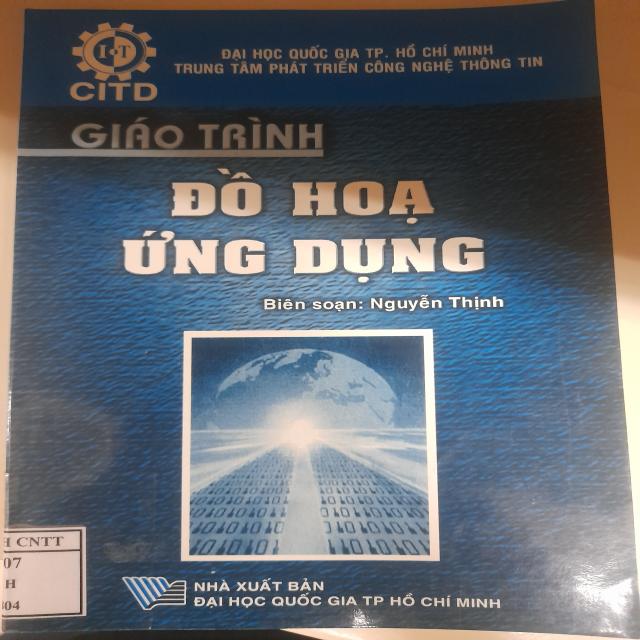 I T
CITD
ĐẠI HỌC QUỐC GIA TP. HỒ CHÍ MINH
TRUNG TÂM PHÁT TRIỂN CÔNG NGHỆ THÔNG TIN
GIÁO TRÌNH
ĐỒ HOẠ
ỨNG DỤNG
Biên soạn: Nguyễn Thịnh
H CNTT
07
H
804
NHÀ XUẤT BẢN
ĐẠI HỌC QUỐC GIA TP HỒ CHÍ MINH